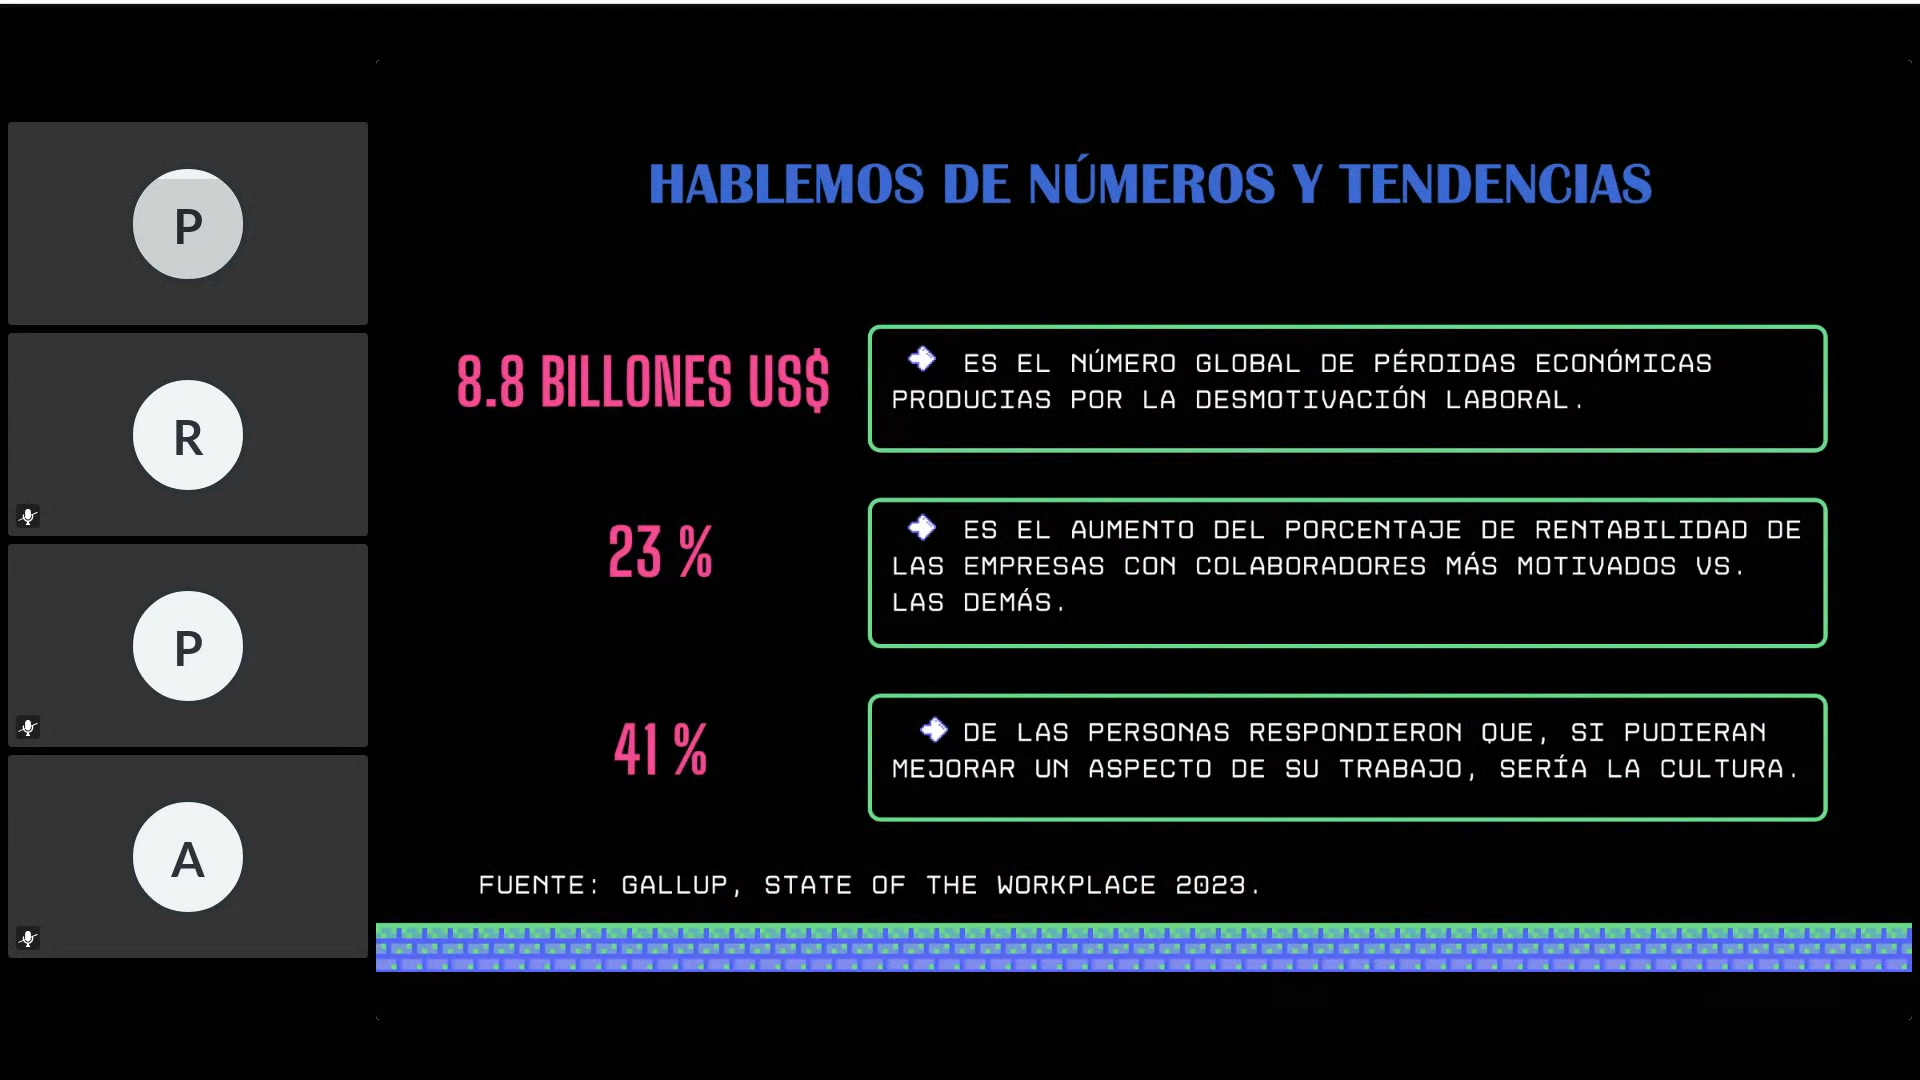 P
R
P
A
HABLEMOS DE NÚMEROS Y TENDENCIAS
8.8 BILLONES US$
ES EL NÚMERO GLOBAL DE PÉRDIDAS ECONÓMICAS
PRODUCIAS POR LA DESMOTIVACIÓN LABORAL.
23 %
ES EL AUMENTO DEL PORCENTAJE DE RENTABILIDAD DE
LAS EMPRESAS CON COLABORADORES MÁS MOTIVADOS VS.
LAS DEMÁS.
41 %
DE LAS PERSONAS RESPONDIERON QUE, SI PUDIERAN
MEJORAR UN ASPECTO DE SU TRABAJO, SERÍA LA CULTURA.
FUENTE: GALLUP, STATE OF THE WORKPLACE 2023.